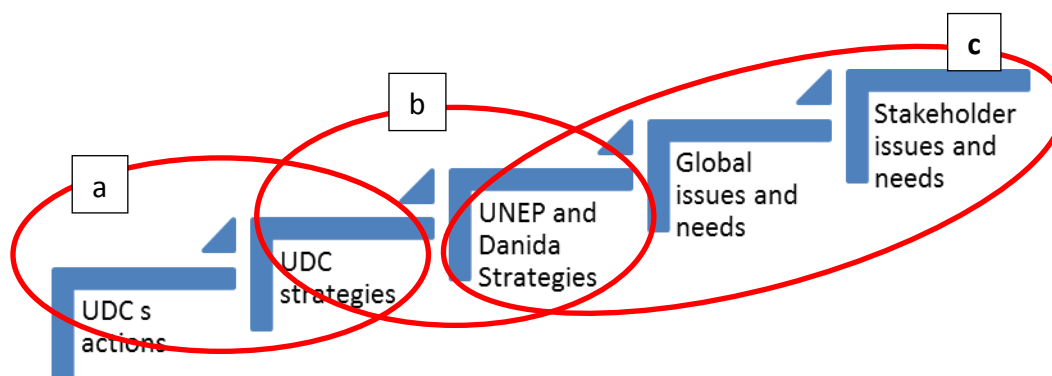 a
UDC s
actions
b
UDC
strategies
UNEP and
Danida
Strategies
c
Global
issues and
needs
Stakeholder
issues and
needs